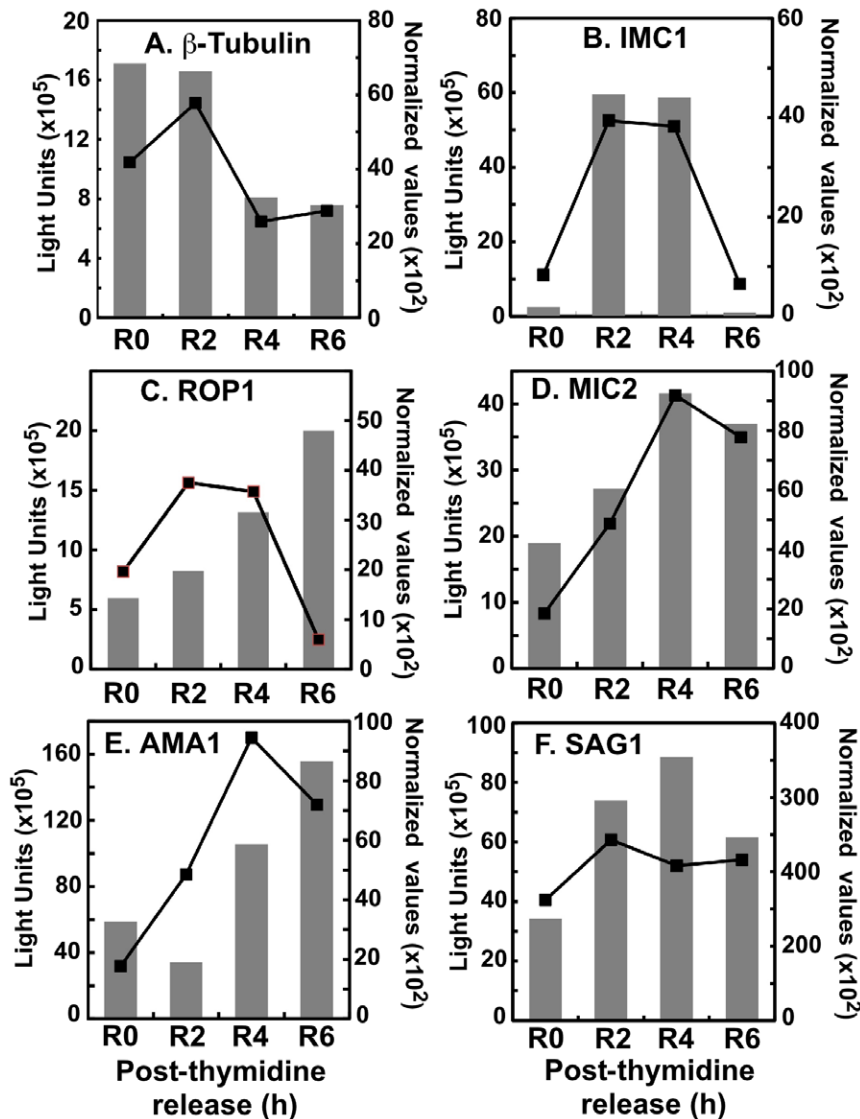 A. β-Tubulin
Light Units (x10⁵)
20
16
12
8
4
0
80
60
40
20
0
Normalized values (x10²)
R0 R2 R4 R6
B. IMC1
Light Units (x10⁵)
80
60
40
20
0
60
40
20
0
Normalized values (x10²)
R0 R2 R4 R6
C. ROP1
Light Units (x10⁵)
20
15
10
5
0
50
40
30
20
10
0
Normalized values (x10²)
R0 R2 R4 R6
D. MIC2
Light Units (x10⁵)
40
30
20
10
0
100
80
60
40
20
0
Normalized values (x10²)
R0 R2 R4 R6
E. AMA1
Light Units (x10⁵)
160
120
80
40
0
100
80
60
40
20
0
Normalized values (x10²)
R0 R2 R4 R6
Post-thymidine
release (h)
F. SAG1
Light Units (x10⁵)
100
80
60
40
20
0
400
300
400
200
0
Normalized values (x10²)
R0 R2 R4 R6
Post-thymidine
release (h)